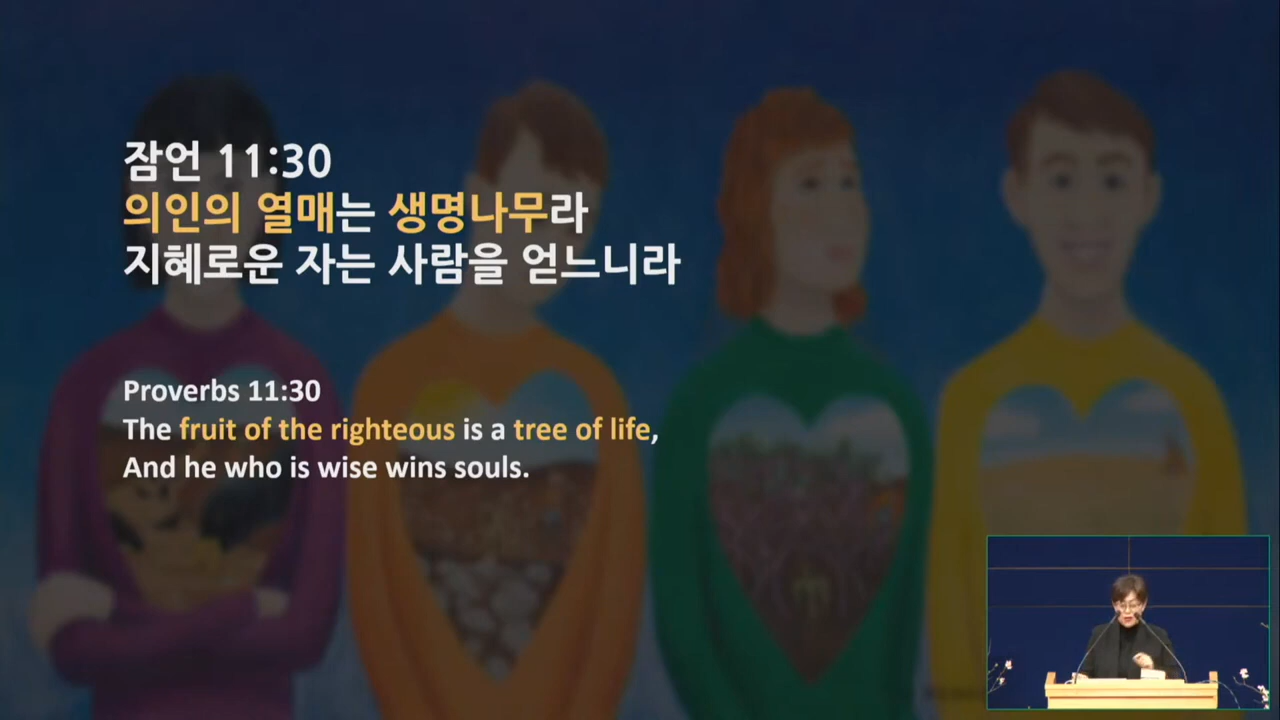 잠언 11:30
의인의 열매는 생명나무라
지혜로운 자는 사람을 얻느니라
Proverbs 11:30
The fruit of the righteous is a tree of life,
And he who is wise wins souls.